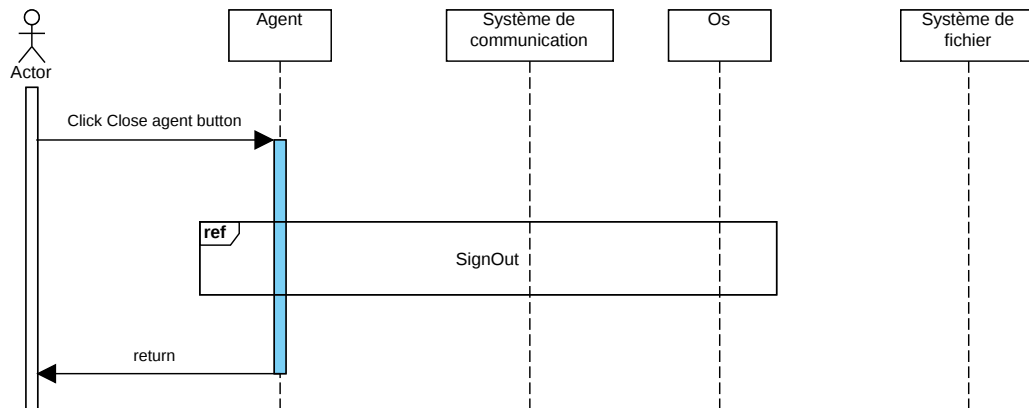 Agent
Système de
communication
Os
Système de
fichier
Actor
Click Close agent button
ref
SignOut
return